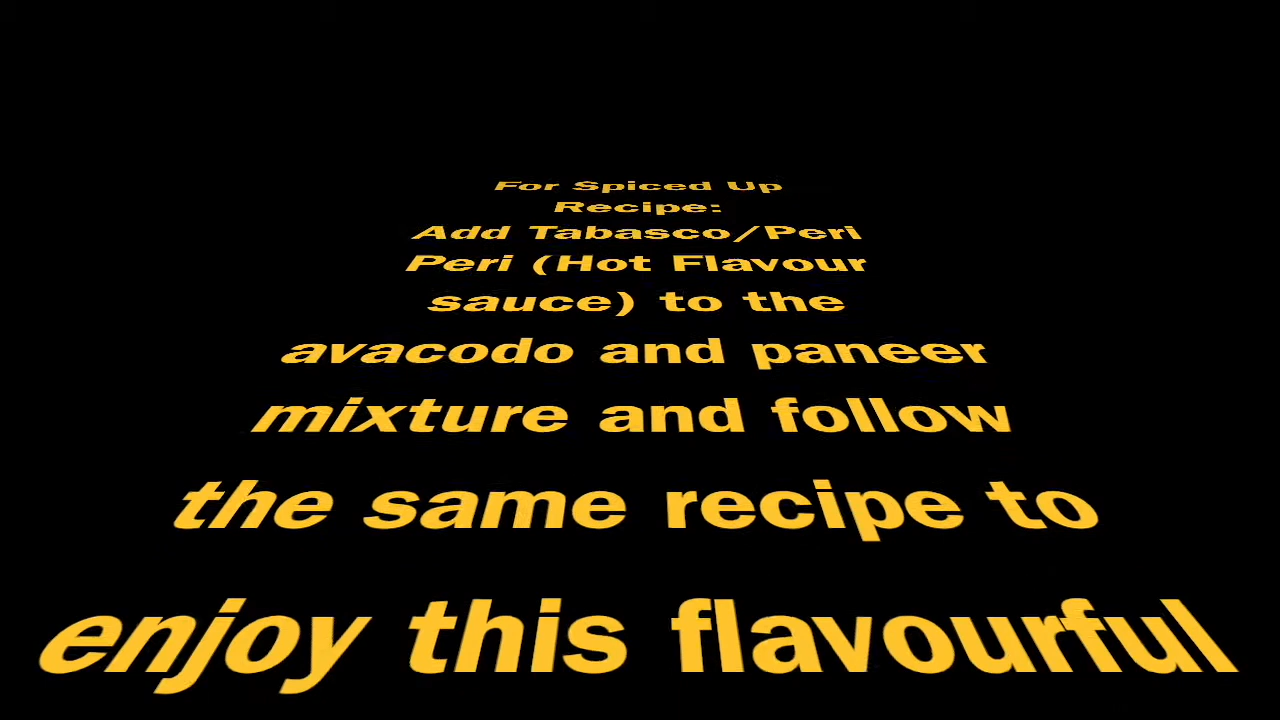 For Spiced Up
Recipe:
Add Tabasco/Peri
Peri (Hot Flavour
sauce) to the
avacodo and paneer
mixture and follow
the same recipe to
enjoy this flavourful